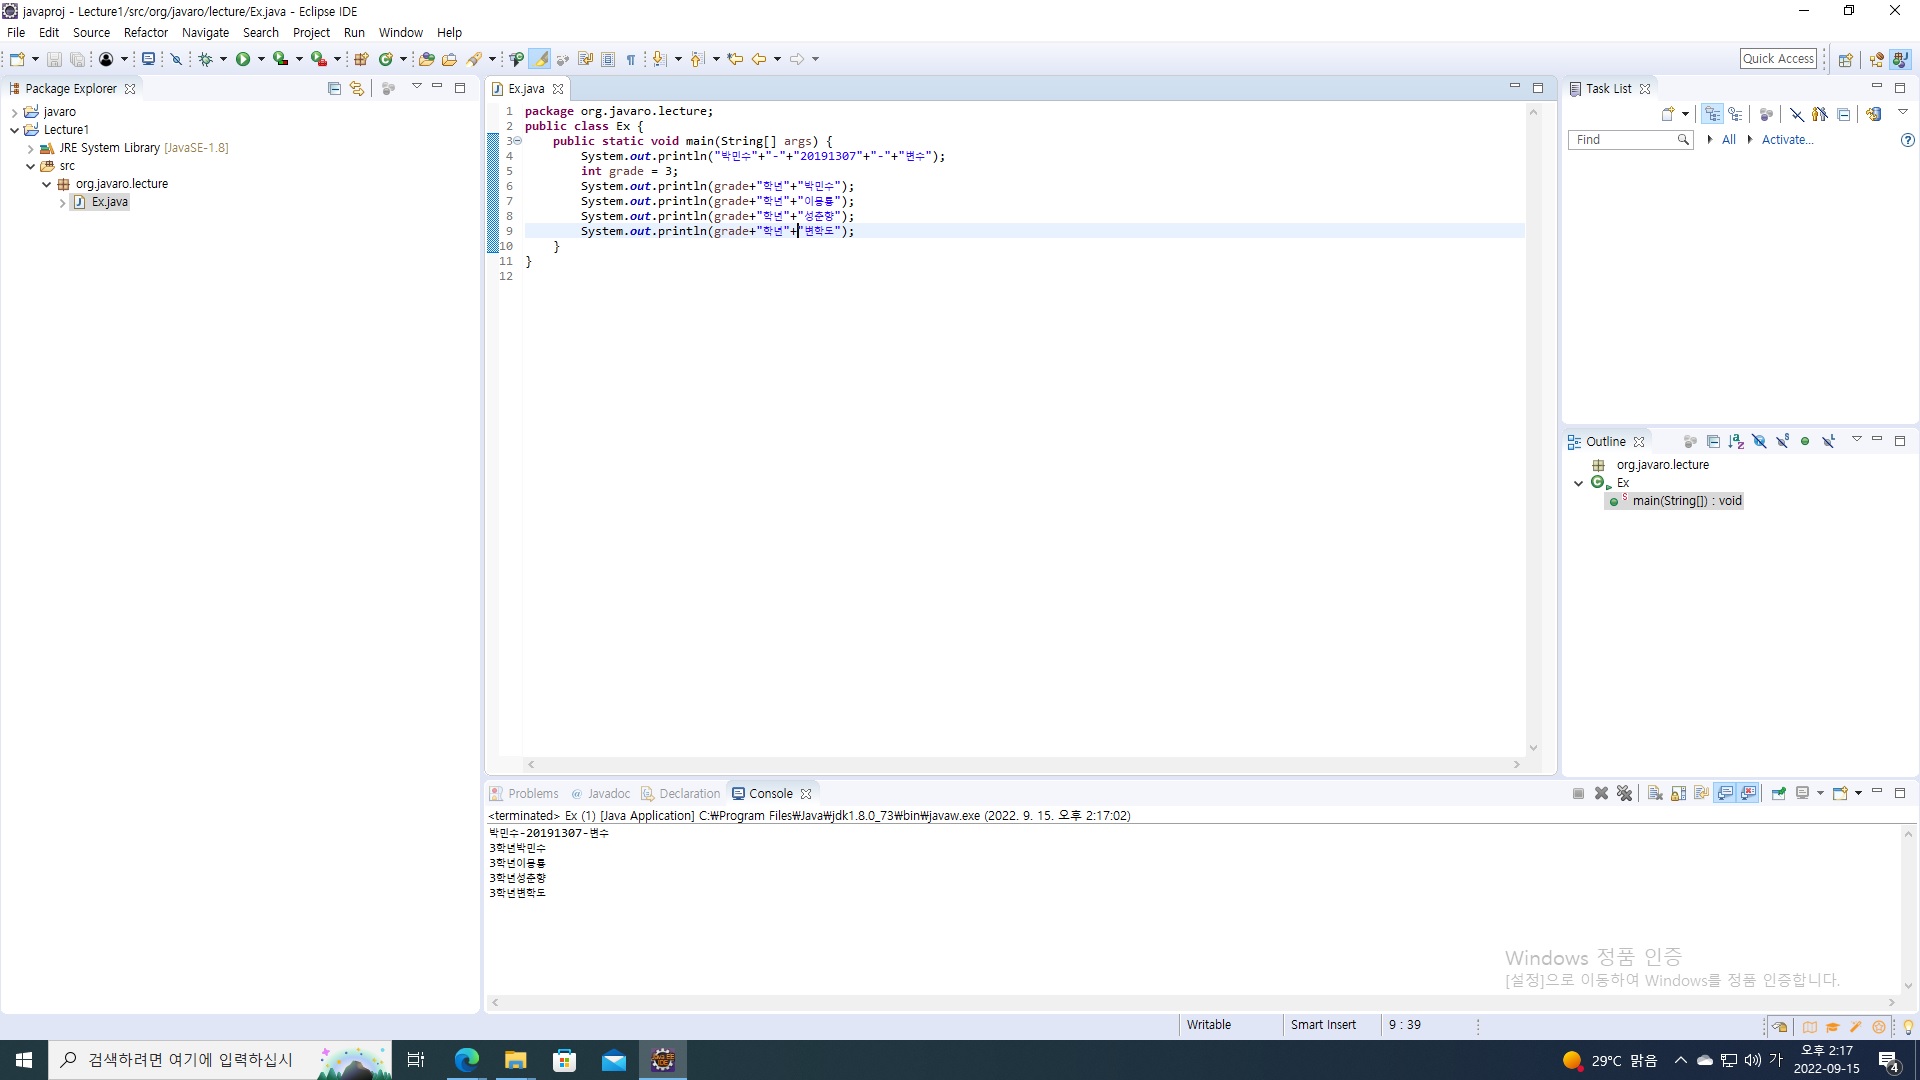 javaproj - Lecture1/src/org/javaro/lecture/Ex.java - Eclipse IDE
File Edit Source Refactor Navigate Search Project Run Window Help
Quick Access
Package Explorer
javaro
Lecture1
JRE System Library [JavaSE-1.8]
src
org.javaro.lecture
Ex.java
Ex.java
1 package org.javaro.lecture;
2 public class Ex {
3 public static void main(String[] args) {
4 System.out.println("박민수"+"-"+"20191307"+"-"+"변수");
5 int grade = 3;
6 System.out.println(grade+"학년"+"박민수");
7 System.out.println(grade+"학년"+"이몽룡");
8 System.out.println(grade+"학년"+"성춘향");
9 System.out.println(grade+"학년"+"변학도");
10 }
11 }
12
Task List
Find All Activate...
Outline
org.javaro.lecture
Ex
main(String[]) : void
Problems @ Javadoc Declaration Console
<terminated> Ex (1) [Java Application] C:₩Program Files₩Java₩jdk1.8.0_73₩bin₩javaw.exe (2022. 9. 15. 오후 2:17:02)
박민수-20191307-변수
3학년박민수
3학년이몽룡
3학년성춘향
3학년변학도
Windows 정품 인증
[설정]으로 이동하여 Windows를 정품 인증합니다.
Writable Smart Insert 9 : 39
검색하려면 여기에 입력하십시
29°C 맑음 가 오후 2:17
2022-09-15 4